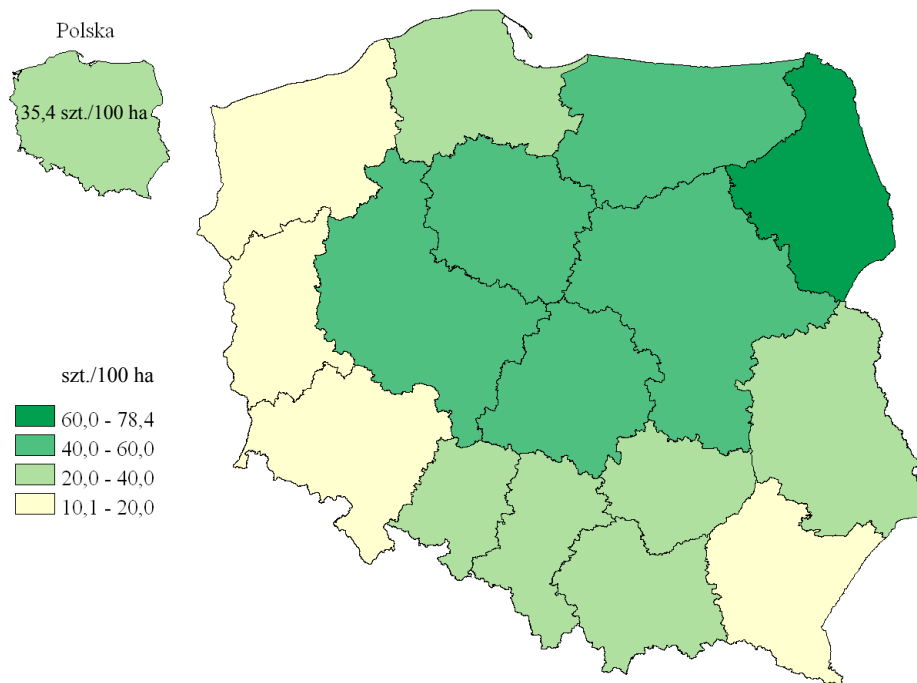 Polska
35,4 szt./100 ha
szt./100 ha
60,0 - 78,4
40,0 - 60,0
20,0 - 40,0
10,1 - 20,0